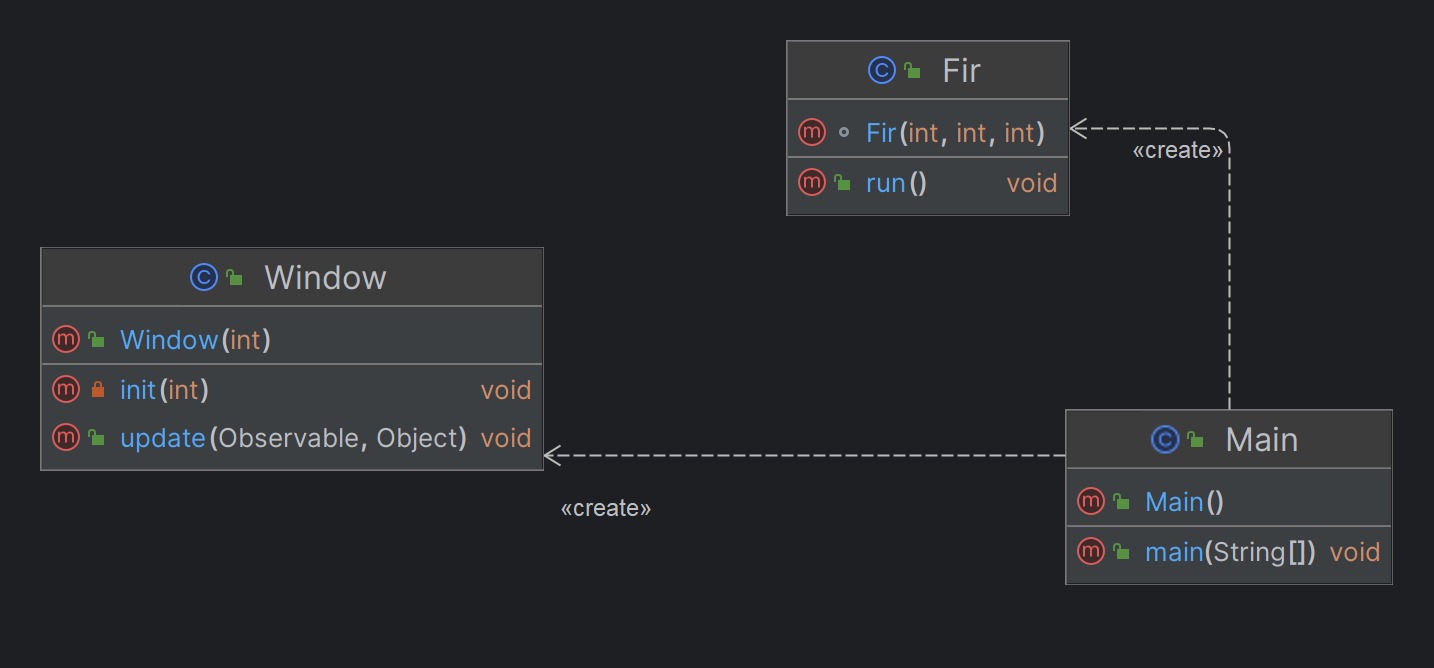 Fir
Fir(int, int, int)
run() void
«create»
Window
Window(int)
init(int) void
update(Observable, Object) void
«create»
Main
Main()
main(String[]) void